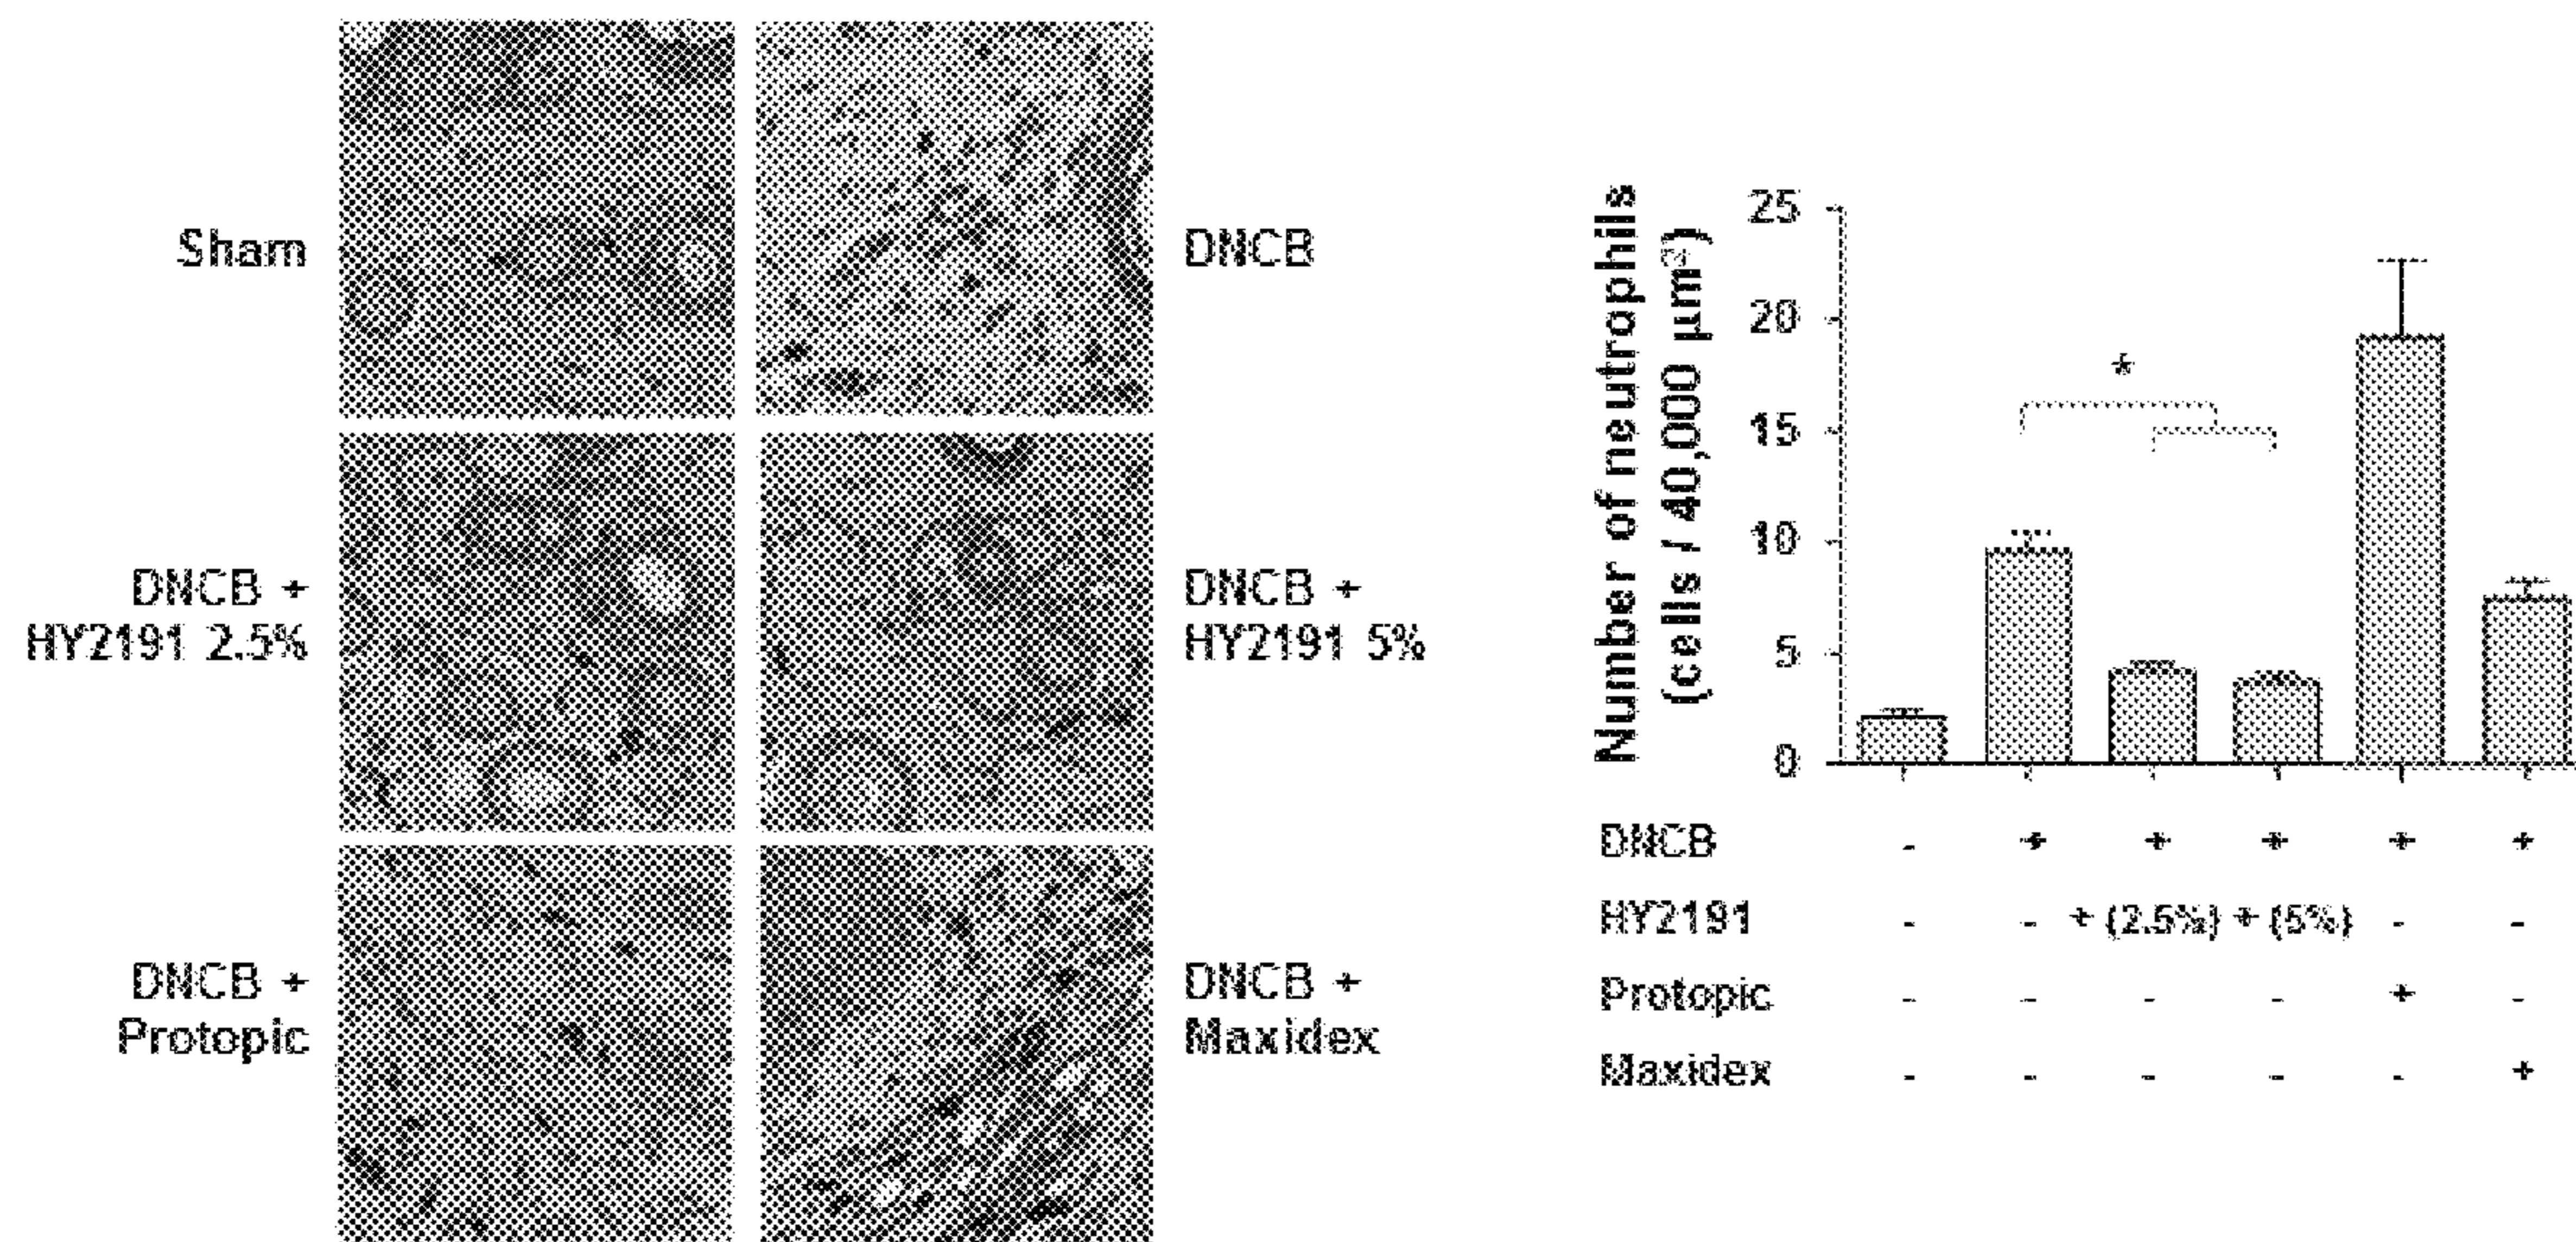 Sham
DNCB
DNCB +
HY2191 2.5%
DNCB +
HY2191 5%
DNCB +
Protopic
DNCB +
Maxidex
Number of neutrophils
(cells / 40,000 µm²)
25
20
15
10
5
0
*
DNCB - + + + + +
HY2191 - - + (2.5%) + (5%) - -
Protopic - - - - + -
Maxidex - - - - - +